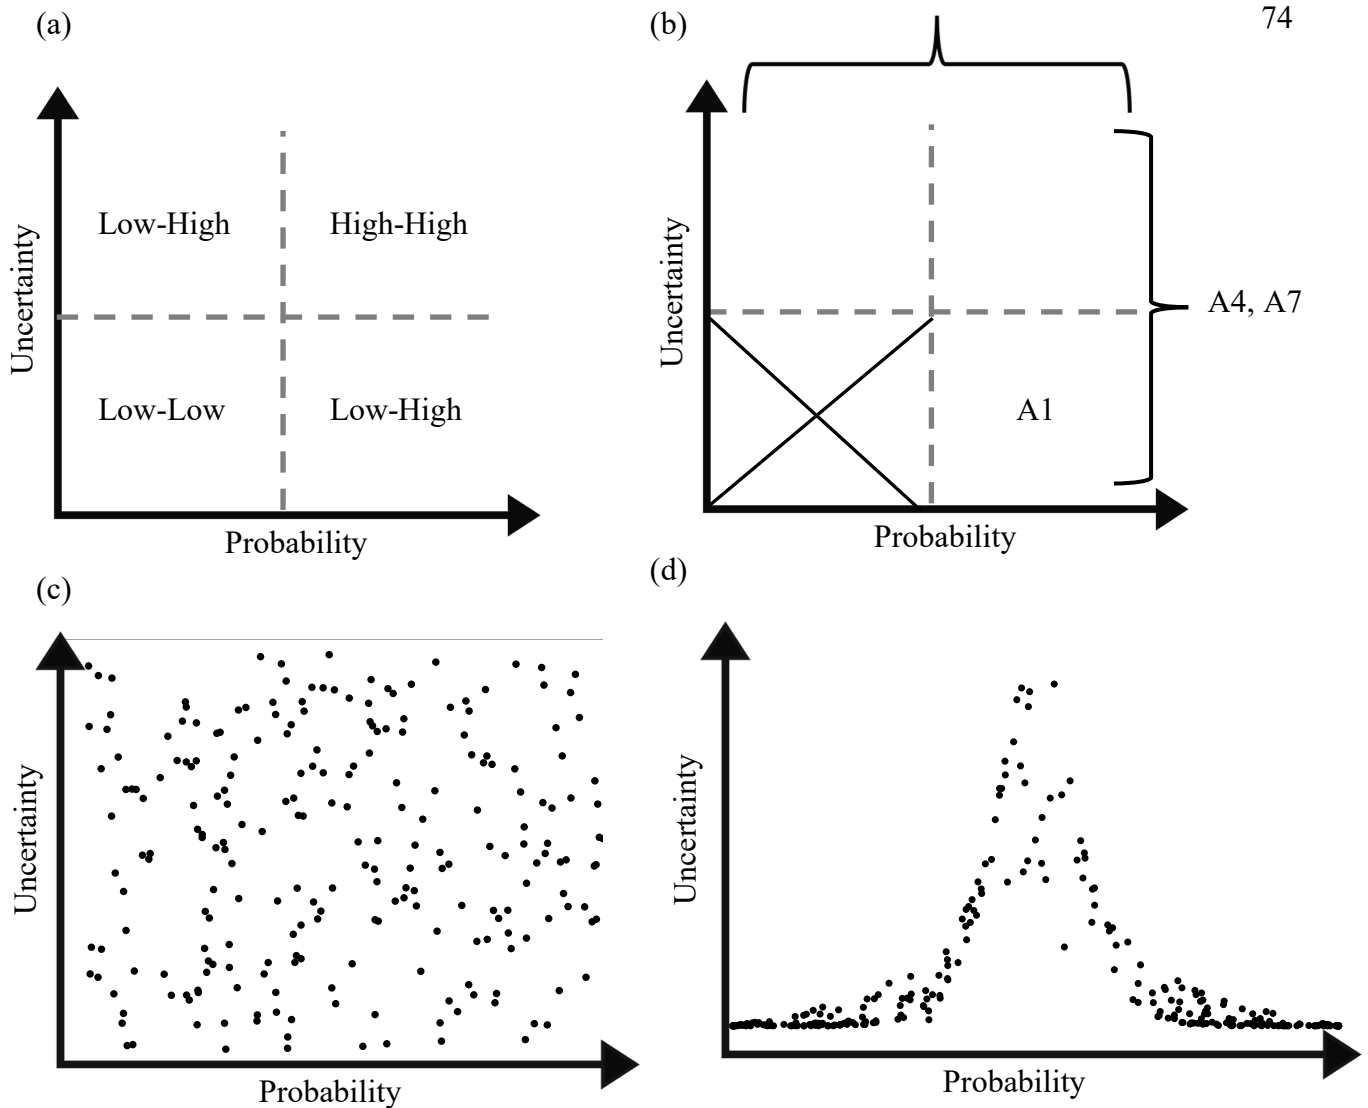 (a)
(b)
74
Uncertainty
Low-High
High-High
Low-Low
Low-High
Probability
Uncertainty
A4, A7
A1
Probability
(c)
(d)
Uncertainty
Probability
Uncertainty
Probability